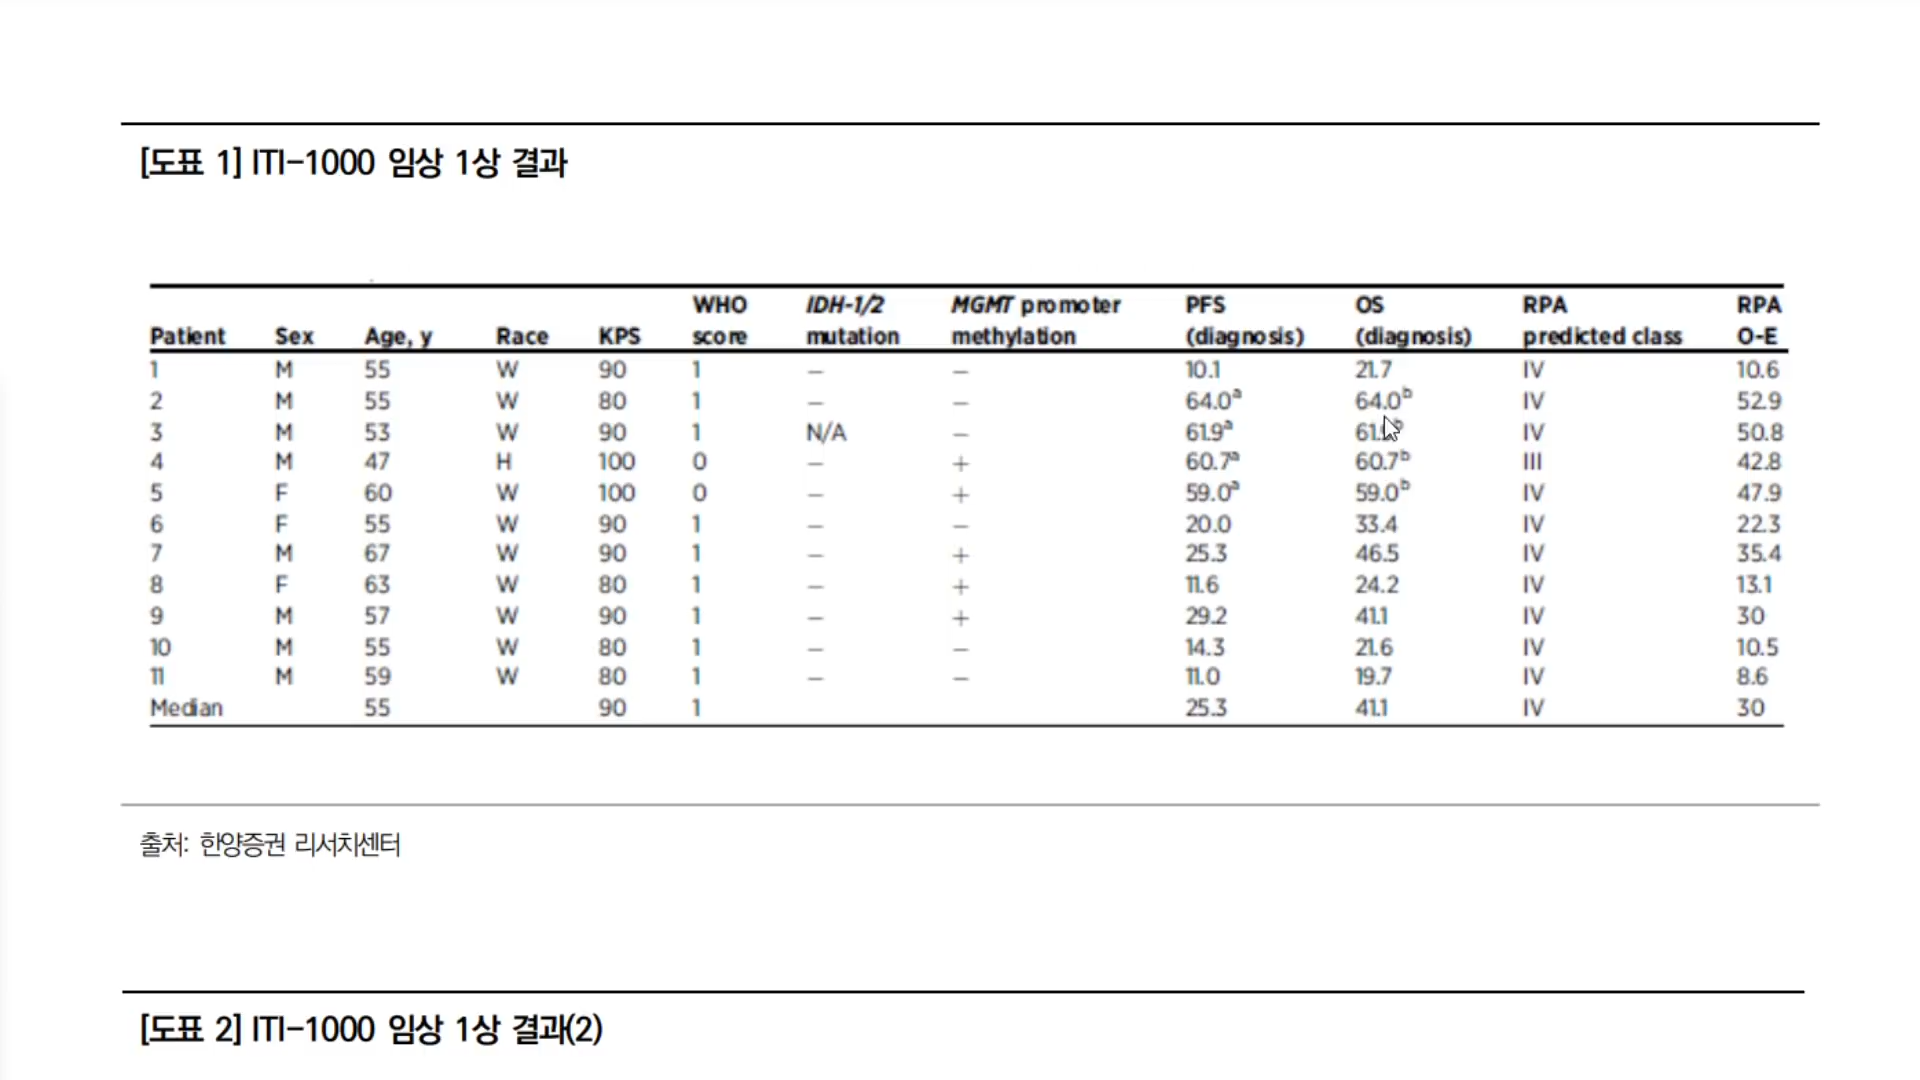 [도표 1] ITI-1000 임상 1상 결과
WHO IDH-1/2 MGMT promoter PFS OS RPA RPA
Patient Sex Age, y Race KPS score mutation methylation (diagnosis) (diagnosis) predicted class O-E
1 M 55 W 90 1 – – 10.1 21.7 IV 10.6
2 M 55 W 80 1 – – 64.0ᵃ 64.0ᵇ IV 52.9
3 M 53 W 90 1 N/A – 61.9ᵃ IV 50.8
4 M 47 H 100 0 – + 60.7ᵃ 60.7ᵇ III 42.8
5 F 60 W 100 0 – + 59.0ᵃ 59.0ᵇ IV 47.9
6 F 55 W 90 1 – – 20.0 33.4 IV 22.3
7 M 67 W 90 1 – + 25.3 46.5 IV 35.4
8 F 63 W 80 1 – + 11.6 24.2 IV 13.1
9 M 57 W 90 1 – + 29.2 41.1 IV 30
10 M 55 W 80 1 – – 14.3 21.6 IV 10.5
11 M 59 W 80 1 – – 11.0 19.7 IV 8.6
Median 55 90 1 25.3 41.1 IV 30
출처: 한양증권 리서치센터
[도표 2] ITI-1000 임상 1상 결과(2)